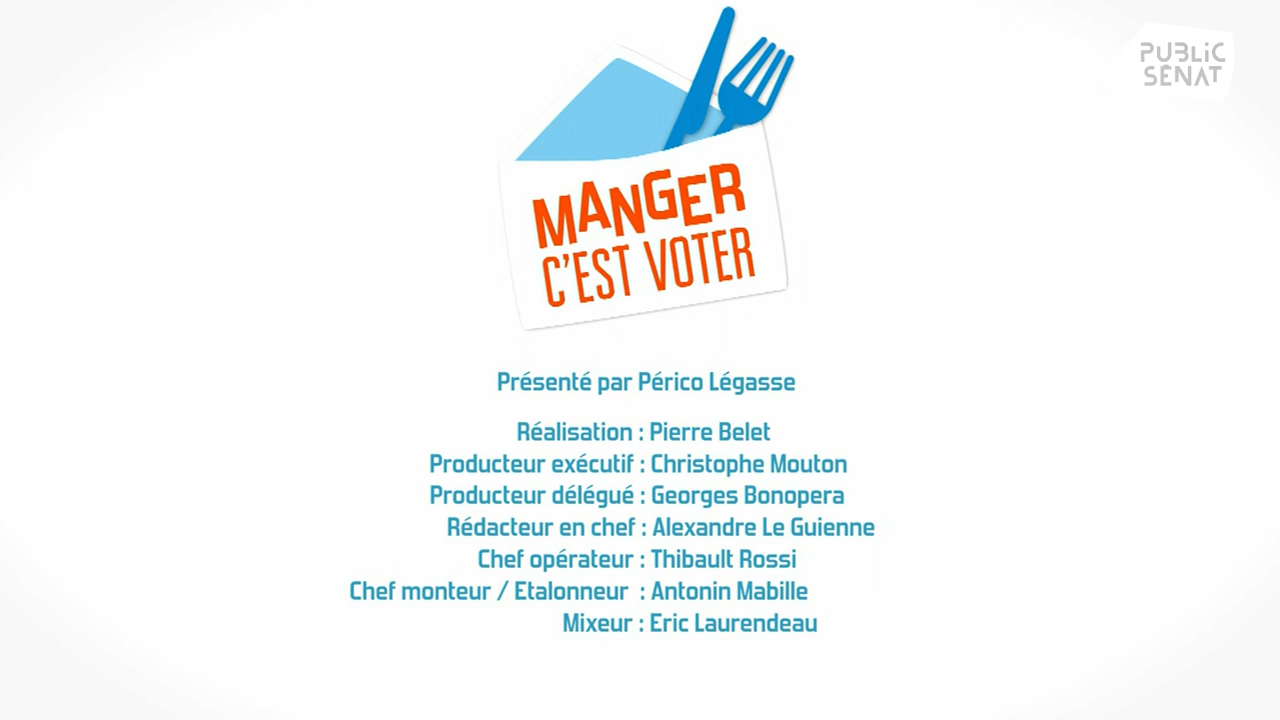 PUBLIC
SÉNAT
MANGER
C'EST VOTER
Présenté par Périco Légasse
Réalisation : Pierre Belet
Producteur exécutif : Christophe Mouton
Producteur délégué : Georges Bonopera
Rédacteur en chef : Alexandre Le Guienne
Chef opérateur : Thibault Rossi
Chef monteur / Etalonneur : Antonin Mabille
Mixeur : Eric Laurendeau